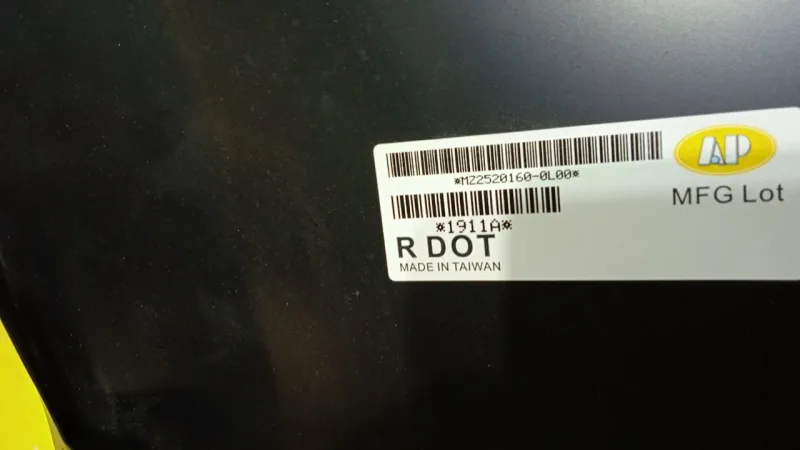 *MZ2520160-0L00*
AP
MFG Lot
*1911A*
R DOT
MADE IN TAIWAN